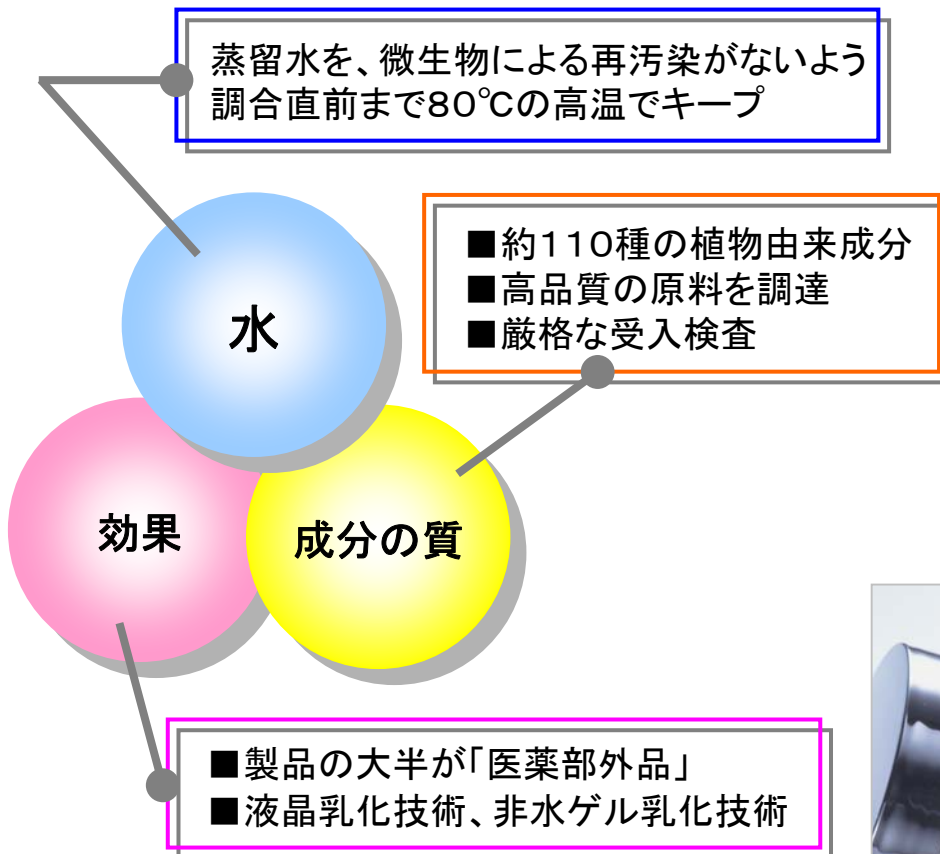 蒸留水を、微生物による再汚染がないよう
調合直前まで80℃の高温でキープ
■約110種の植物由来成分
■高品質の原料を調達
■厳格な受入検査
水
効果
成分の質
■製品の大半が「医薬部外品」
■液晶乳化技術、非水ゲル乳化技術